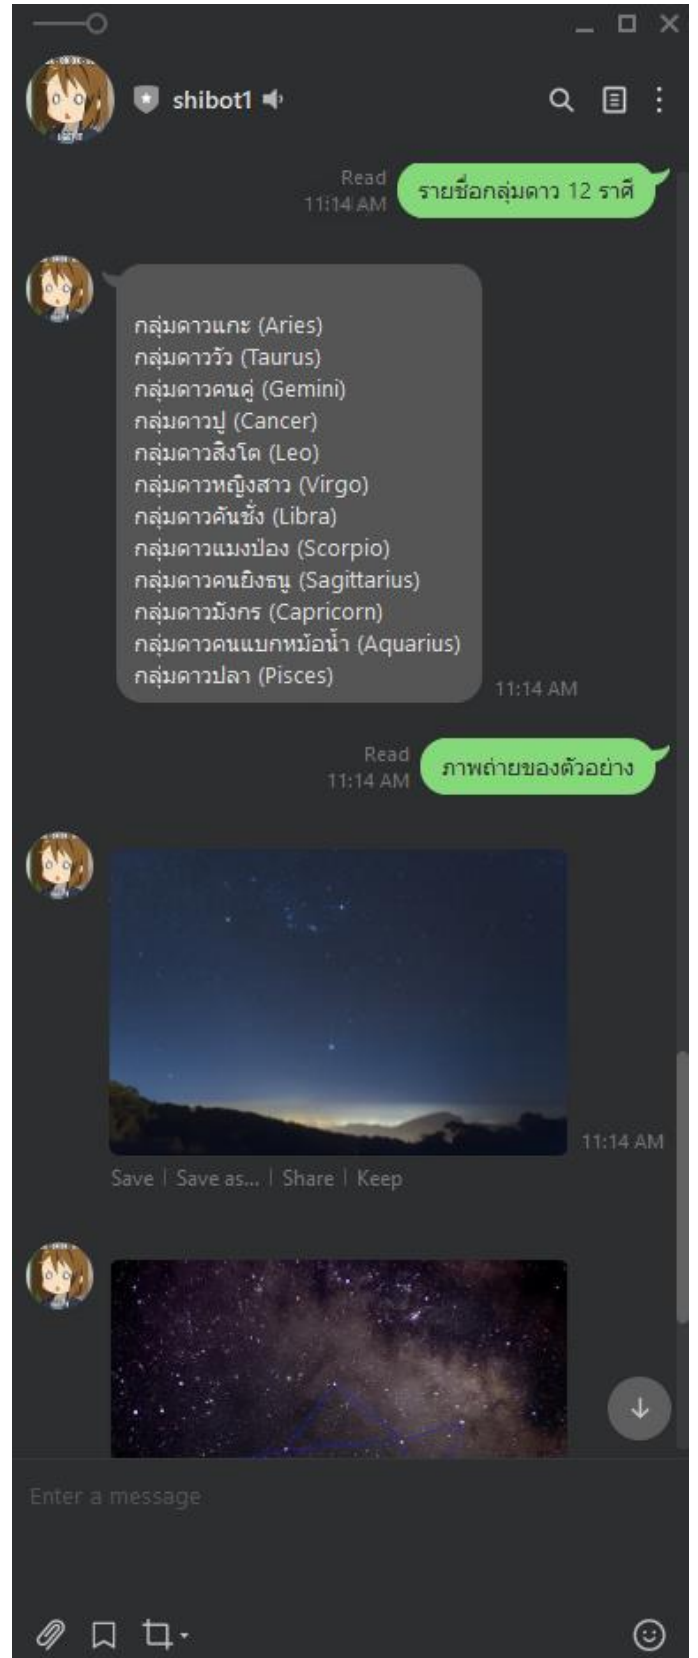 shibot1
Read
11:14 AM
รายชื่อกลุ่มดาว 12 ราศี
กลุ่มดาวแกะ (Aries)
กลุ่มดาววัว (Taurus)
กลุ่มดาวคนคู่ (Gemini)
กลุ่มดาวปู (Cancer)
กลุ่มดาวสิงโต (Leo)
กลุ่มดาวหญิงสาว (Virgo)
กลุ่มดาวคันชั่ง (Libra)
กลุ่มดาวแมงป่อง (Scorpio)
กลุ่มดาวคนยิงธนู (Sagittarius)
กลุ่มดาวมังกร (Capricorn)
กลุ่มดาวคนแบกหม้อน้ำ (Aquarius)
กลุ่มดาวปลา (Pisces)
11:14 AM
Read
11:14 AM
ภาพถ่ายของตัวอย่าง
11:14 AM
Save | Save as... | Share | Keep
Enter a message